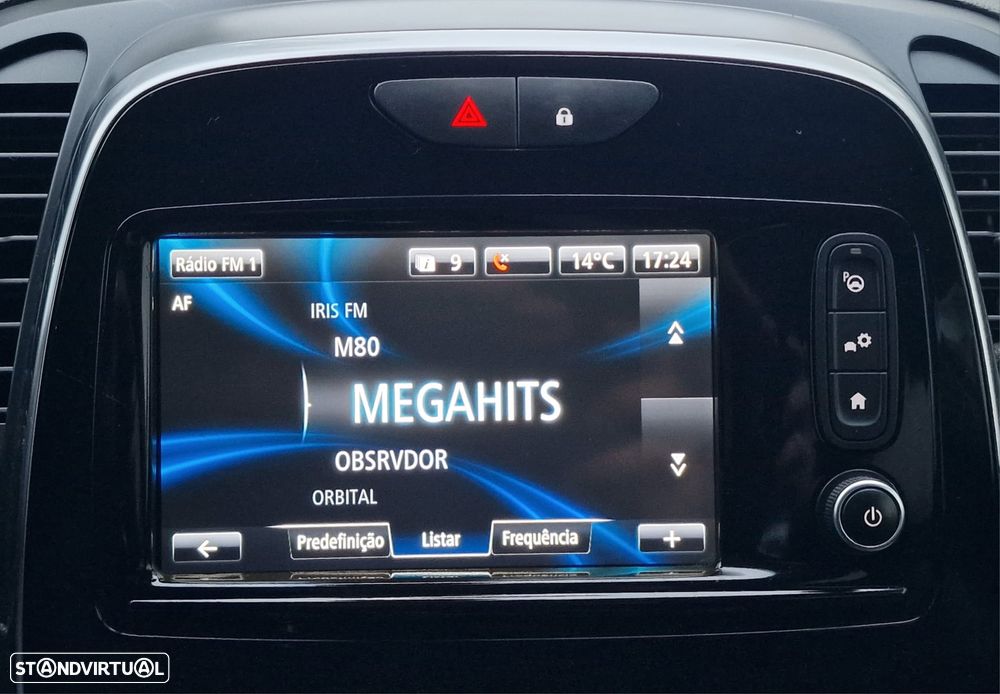 Rádio FM 1
9
14°C
17:24
AF
IRIS FM
M80
MEGAHITS
OBSRVDOR
ORBITAL
Predefinição
Listar
Frequência
+
P
STANDVIRTUAL